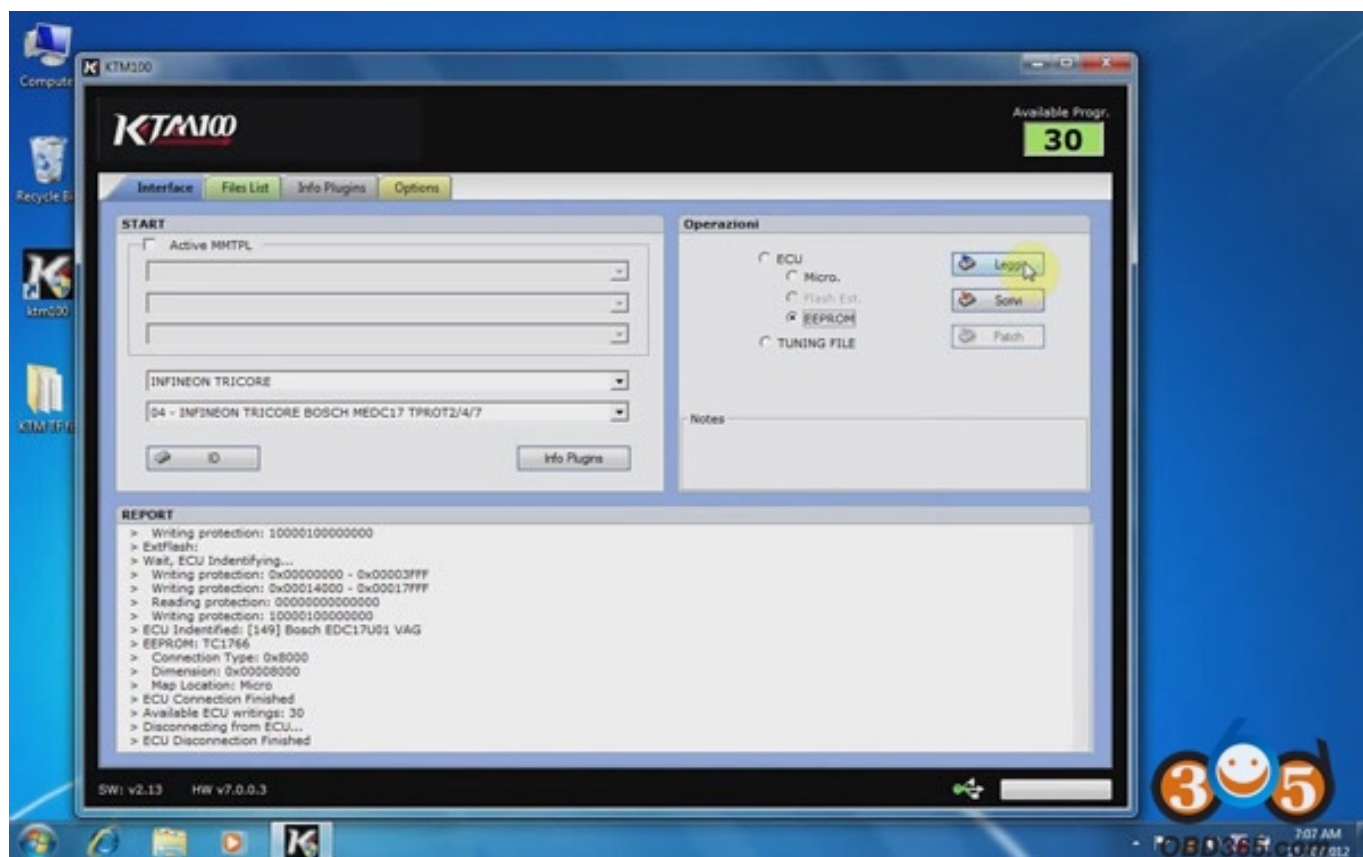 Compute
KTM100
KTM100
Available Progr.
30
Recycle Bi
Interface Files List Info Plugins Options
START
Operazioni
Active MMTPL
ECU
Leggi
Micro.
ktm100
Flash Est.
Scrivi
EEPROM
TUNING FILE
Patch
INFINEON TRICORE
04 - INFINEON TRICORE BOSCH MEDC17 TPROT2/4/7
Notes
ID
Info Plugins
REPORT
> Writing protection: 10000100000000
> ExtFlash:
> Wait, ECU Indentifying...
> Writing protection: 0x00000000 - 0x00003FFF
> Writing protection: 0x00014000 - 0x00017FFF
> Reading protection: 00000000000000
> Writing protection: 10000100000000
> ECU Indentified: [149] Bosch EDC17U01 VAG
> EEPROM: TC1766
> Connection Type: 0x8000
> Dimension: 0x00008000
> Map Location: Micro
> ECU Connection Finished
> Available ECU writings: 30
> Disconnecting from ECU...
> ECU Disconnection Finished
SW: v2.13 HW v7.0.0.3
365
7:07 AM
OBD365.com